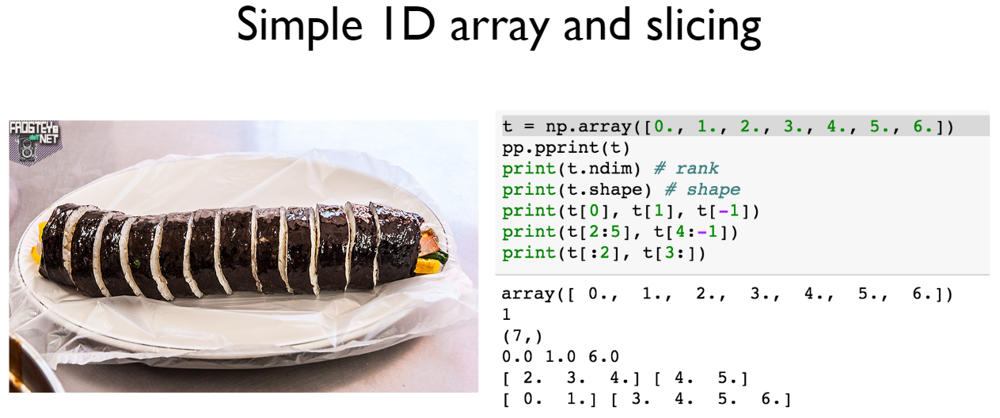 Simple 1D array and slicing
FROSTEYe
NET
t = np.array([0., 1., 2., 3., 4., 5., 6.])
pp.pprint(t)
print(t.ndim) # rank
print(t.shape) # shape
print(t[0], t[1], t[-1])
print(t[2:5], t[4:-1])
print(t[:2], t[3:])
array([ 0., 1., 2., 3., 4., 5., 6.])
1
(7,)
0.0 1.0 6.0
[ 2. 3. 4.] [ 4. 5.]
[ 0. 1.] [ 3. 4. 5. 6.]